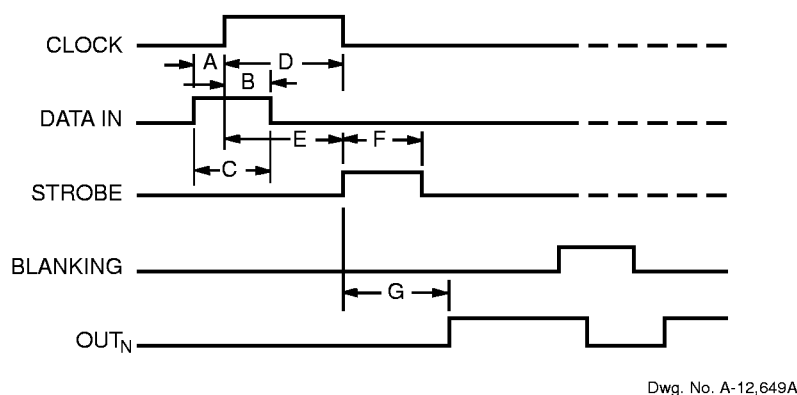 CLOCK
A D
B
DATA IN
E F
C
STROBE
BLANKING
G
OUTN
Dwg. No. A-12,649A